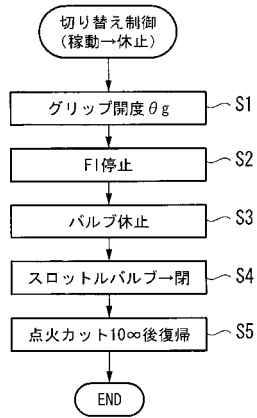 切り替え制御
(稼動→休止)
グリップ開度θg
S1
FI停止
S2
バルブ休止
S3
スロットルバルブ→閉
S4
点火カット10∞後復帰
S5
END